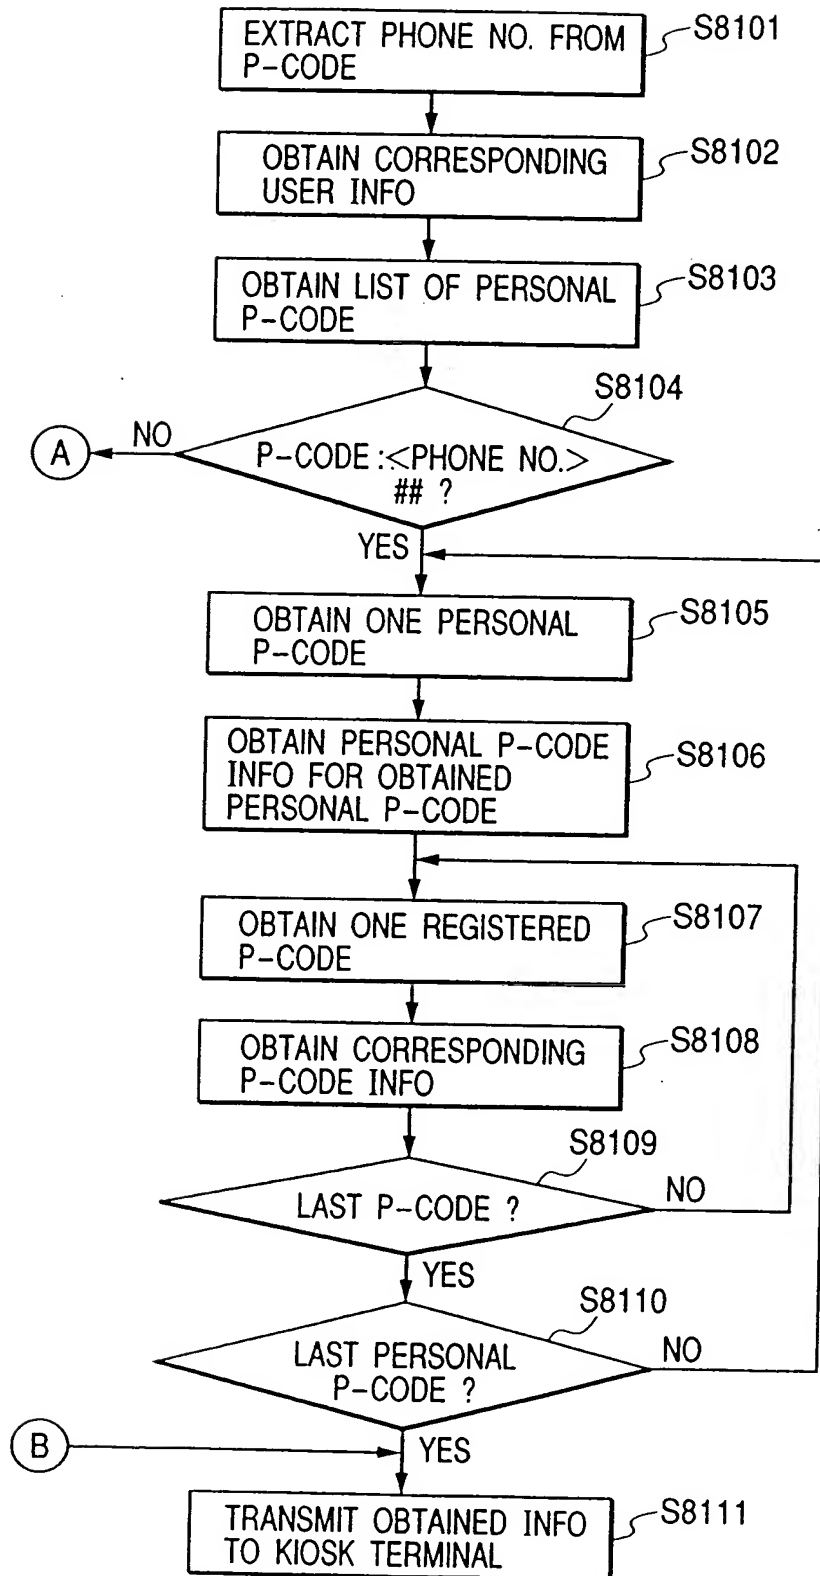 EXTRACT PHONE NO. FROM
P-CODE
S8101
OBTAIN CORRESPONDING
USER INFO
S8102
OBTAIN LIST OF PERSONAL
P-CODE
S8103
S8104
A
NO
P-CODE:<PHONE NO.>
## ?
YES
OBTAIN ONE PERSONAL
P-CODE
S8105
OBTAIN PERSONAL P-CODE
INFO FOR OBTAINED
PERSONAL P-CODE
S8106
OBTAIN ONE REGISTERED
P-CODE
S8107
OBTAIN CORRESPONDING
P-CODE INFO
S8108
S8109
LAST P-CODE ?
NO
YES
S8110
LAST PERSONAL
P-CODE ?
NO
B
YES
TRANSMIT OBTAINED INFO
TO KIOSK TERMINAL
S8111